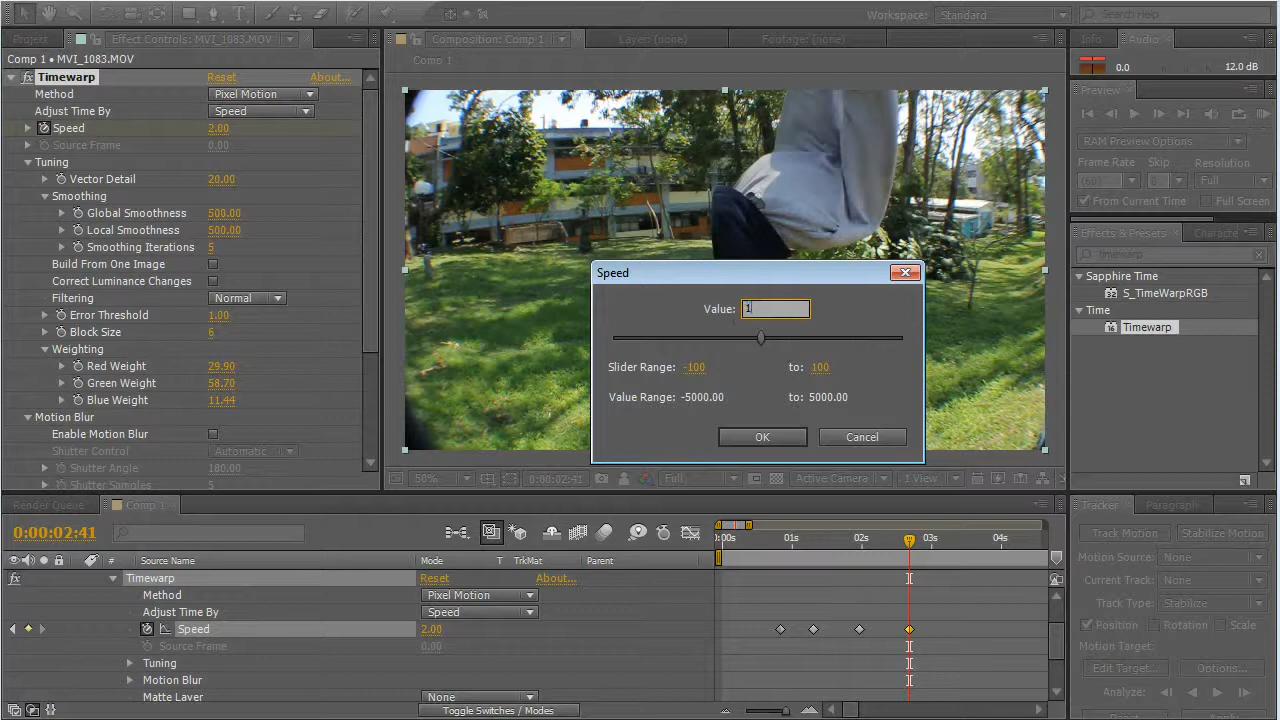 Workspace: Standard
Search Help
Project
Effect Controls: MVI_1083.MOV
Comp 1 • MVI_1083.MOV
fx Timewarp Reset About...
Method Pixel Motion
Adjust Time By Speed
Speed 2.00
Source Frame 0.00
Tuning
Vector Detail 20.00
Smoothing
Global Smoothness 500.00
Local Smoothness 500.00
Smoothing Iterations 5
Build From One Image
Correct Luminance Changes
Filtering Normal
Error Threshold 1.00
Block Size 6
Weighting
Red Weight 29.90
Green Weight 58.70
Blue Weight 11.44
Motion Blur
Enable Motion Blur
Shutter Control Automatic
Shutter Angle 180.00
Shutter Samples 5
Composition: Comp 1
Layer: (none)
Footage: (none)
Comp 1
Speed
Value: 1
Slider Range: -100 to: 100
Value Range: -5000.00 to: 5000.00
OK Cancel
50% 0:00:02:41 Full Active Camera 1 View
Info Audio
0.0 12.0 dB
Preview
RAM Preview Options
Frame Rate Skip Resolution
(60) 0 Full
From Current Time Full Screen
Effects & Presets Characte
timewarp
Sapphire Time
S_TimeWarpRGB
Time
Timewarp
Render Queue Comp 1
0:00:02:41
# Source Name Mode T TrkMat Parent
:00s 01s 02s 03s 04s
fx Timewarp Reset About...
Method Pixel Motion
Adjust Time By Speed
Speed 2.00
Source Frame 0.00
Tuning
Motion Blur
Matte Layer None
Toggle Switches / Modes
Tracker Paragraph
Track Motion Stabilize Motion
Motion Source: None
Current Track: None
Track Type: Stabilize
Position Rotation Scale
Motion Target:
Edit Target... Options...
Analyze:
Reset Apply